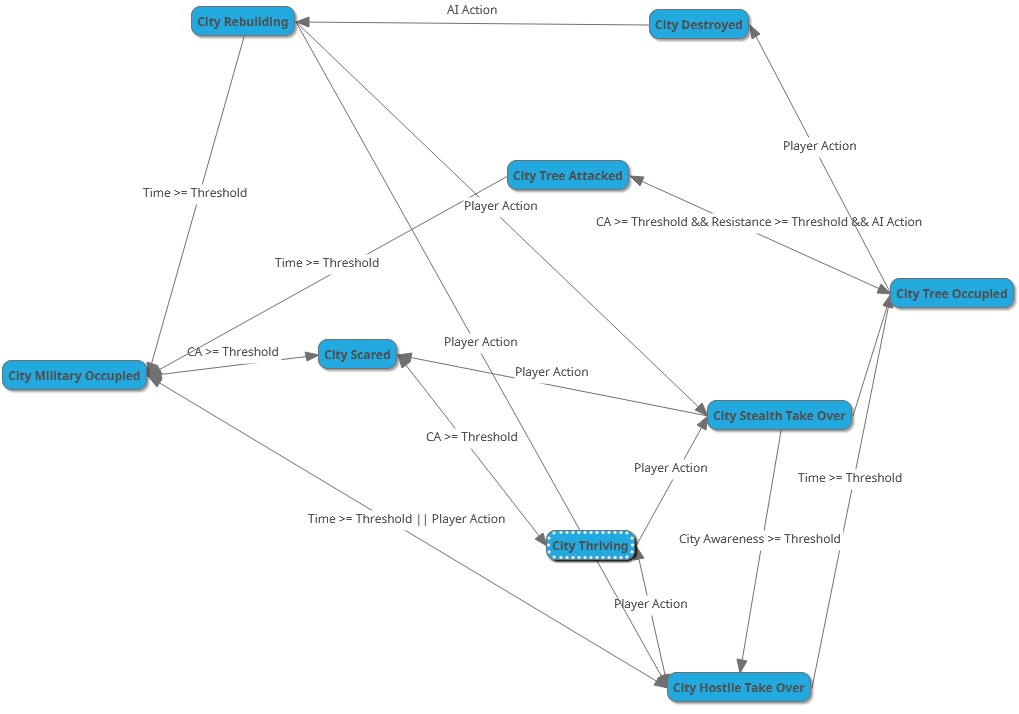 AI Action
City Rebuilding
City Destroyed
Player Action
City Tree Attacked
Time >= Threshold
Player Action
CA >= Threshold && Resistance >= Threshold && AI Action
Time >= Threshold
City Tree Occupied
Player Action
CA >= Threshold
City Scared
City Military Occupied
Player Action
City Stealth Take Over
CA >= Threshold
Player Action
Time >= Threshold
Time >= Threshold || Player Action
City Awareness >= Threshold
City Thriving
Player Action
City Hostile Take Over